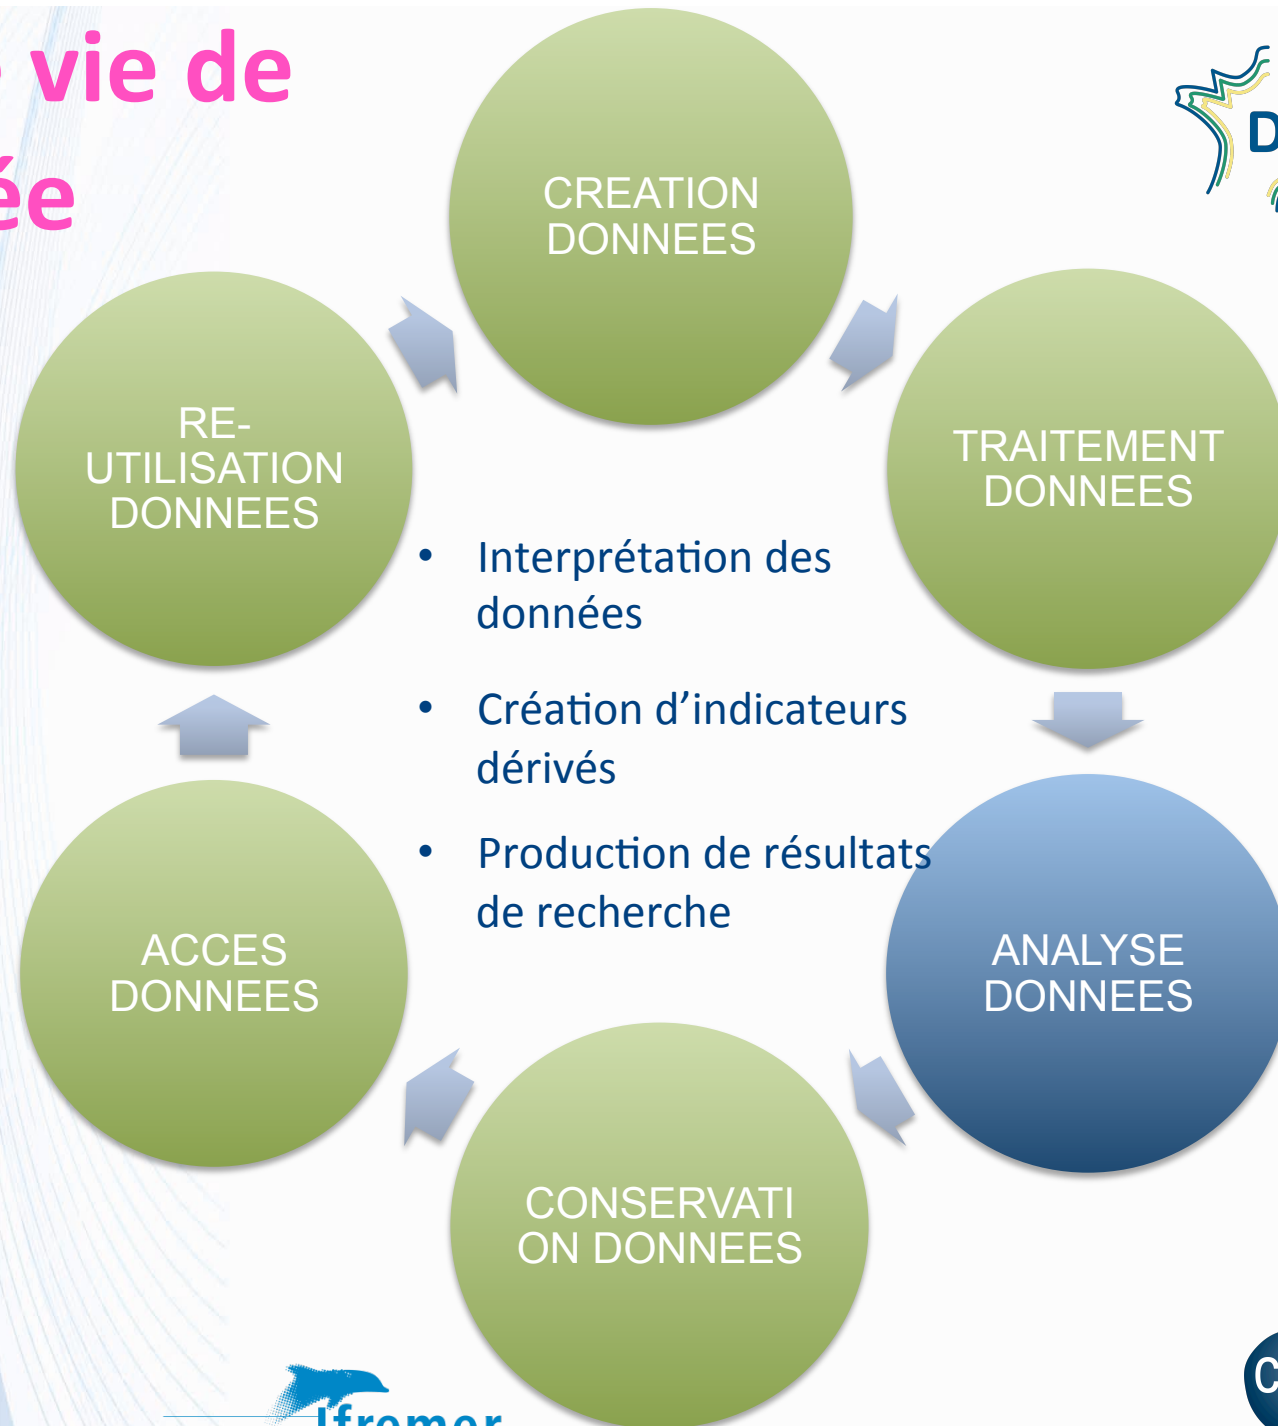 vie de
ée
CREATION
DONNEES
RE-
UTILISATION
DONNEES
TRAITEMENT
DONNEES
• Interprétation des
données
• Création d’indicateurs
dérivés
• Production de résultats
de recherche
ACCES
DONNEES
ANALYSE
DONNEES
CONSERVATI
ON DONNEES
Ifremer
D
C